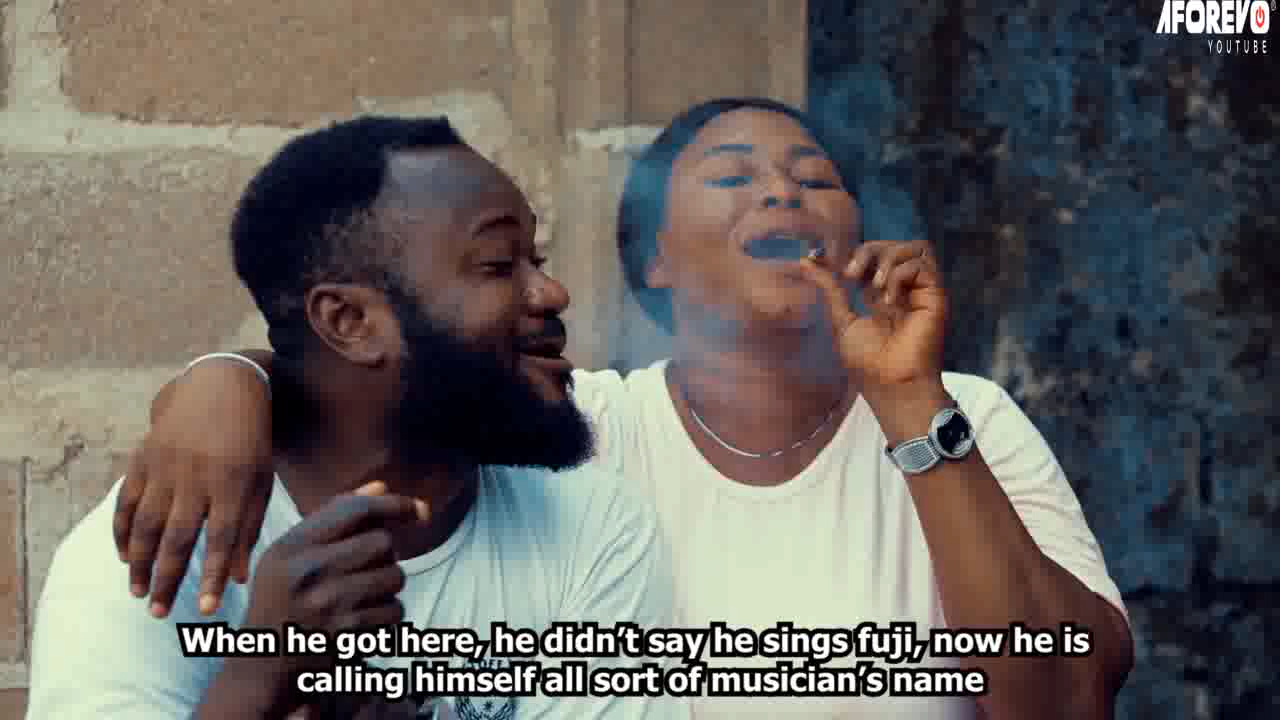 AFOREVO
YOUTUBE
When he got here, he didn't say he sings fuji, now he is
calling himself all sort of musician's name